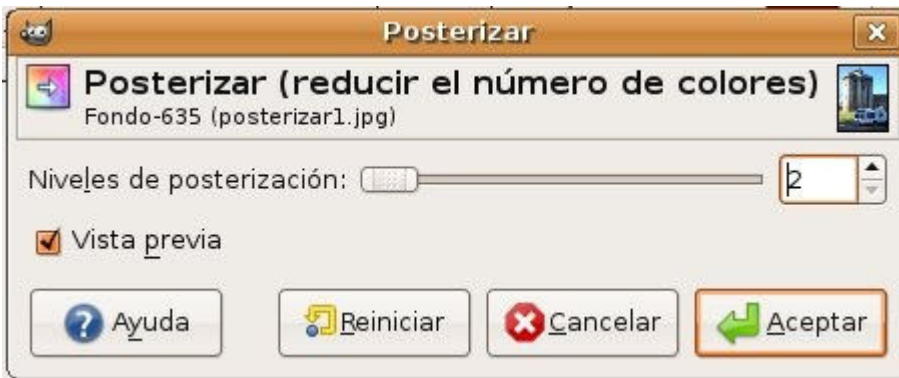 Posterizar
Posterizar (reducir el número de colores)
Fondo-635 (posterizar1.jpg)
Niveles de posterización: 2
Vista previa
Ayuda Reiniciar Cancelar Aceptar